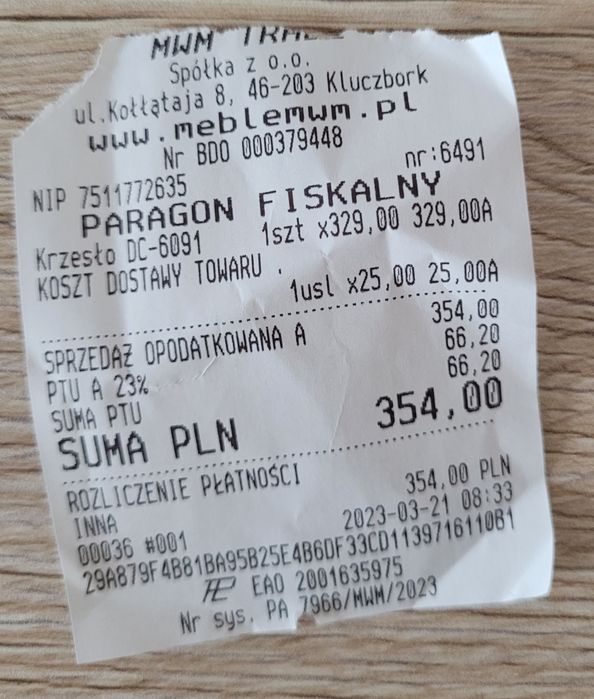 MWM
Spółka z o.o.
ul.Kołłątaja 8, 46-203 Kluczbork
www.meblemwm.pl
Nr BDO 000379448
NIP 7511772635 nr:6491
PARAGON FISKALNY
Krzesło DC-6091 1szt x329,00 329,00A
KOSZT DOSTAWY TOWARU .
1usl x25,00 25,00A
SPRZEDAŻ OPODATKOWANA A 354,00
PTU A 23% 66,20
SUMA PTU 66,20
SUMA PLN 354,00
ROZLICZENIE PŁATNOŚCI
INNA 354,00 PLN
00036 #001 2023-03-21 08:33
29A879F4B81BA95B25E4B6DF33CD1139716110B1
EAO 2001635975
Nr sys. PA 7966/MWM/2023